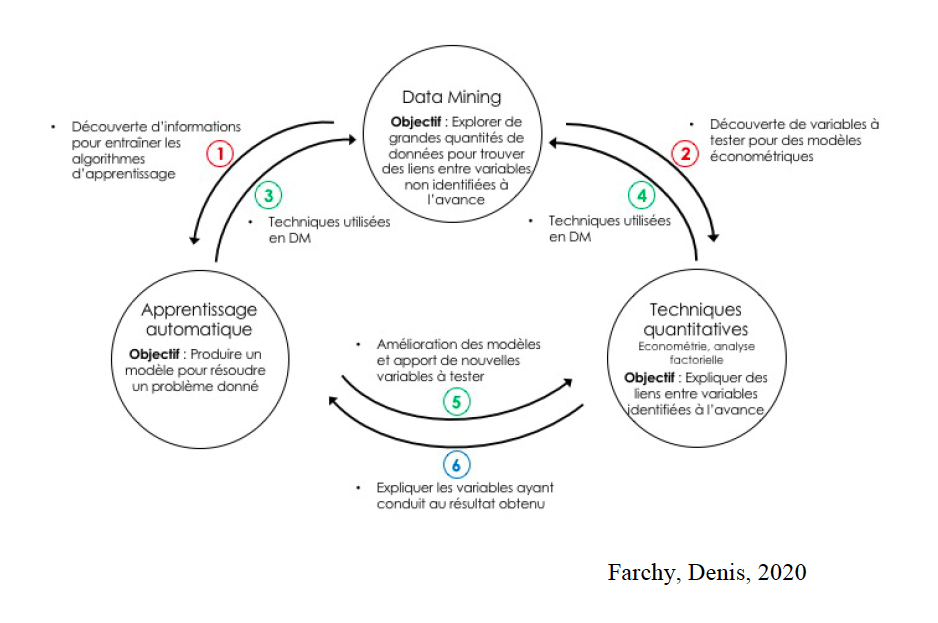 Data Mining
Objectif : Explorer de
grandes quantités de
données pour trouver
des liens entre variables
non identifiées à
l'avance
• Découverte d'informations
pour entraîner les
algorithmes
d'apprentissage
1
• Découverte de variables à
tester pour des modèles
économétriques
2
3
• Techniques utilisées
en DM
4
• Techniques utilisées
en DM
Apprentissage
automatique
Objectif : Produire un
modèle pour résoudre
un problème donné
Techniques
quantitatives
Econométrie, analyse
factorielle
Objectif : Expliquer des
liens entre variables
identifiées à l'avance
• Amélioration des modèles
et apport de nouvelles
variables à tester
5
6
• Expliquer les variables ayant
conduit au résultat obtenu
Farchy, Denis, 2020